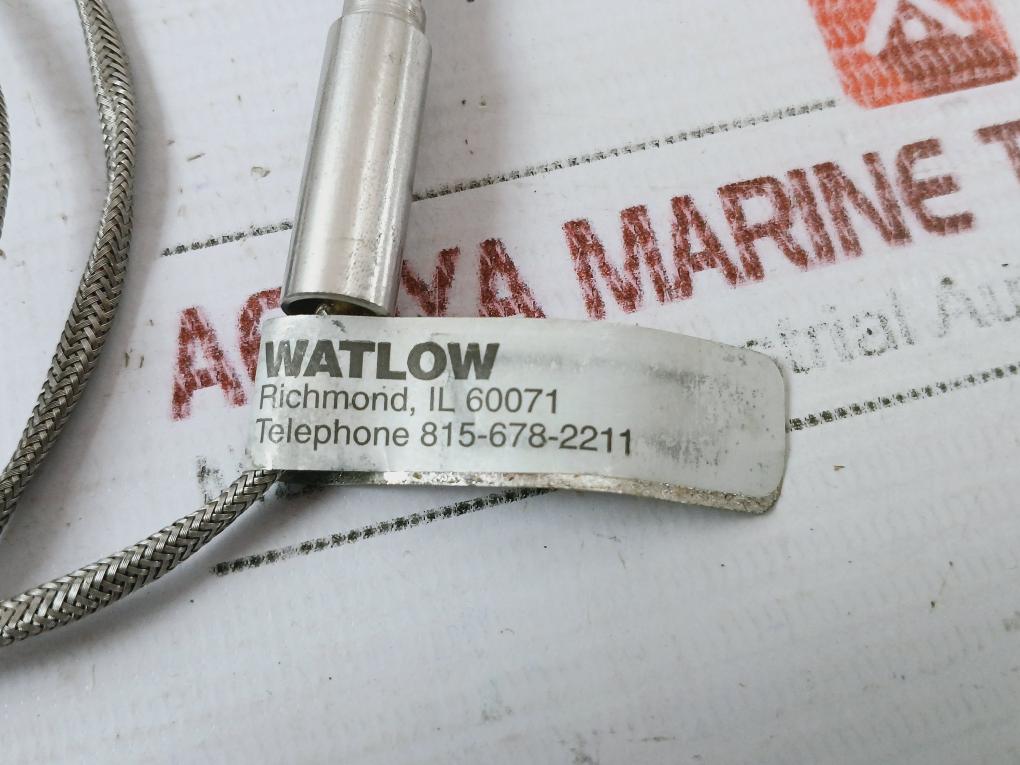 WATLOW
Richmond, IL 60071
Telephone 815-678-2211
MARINE